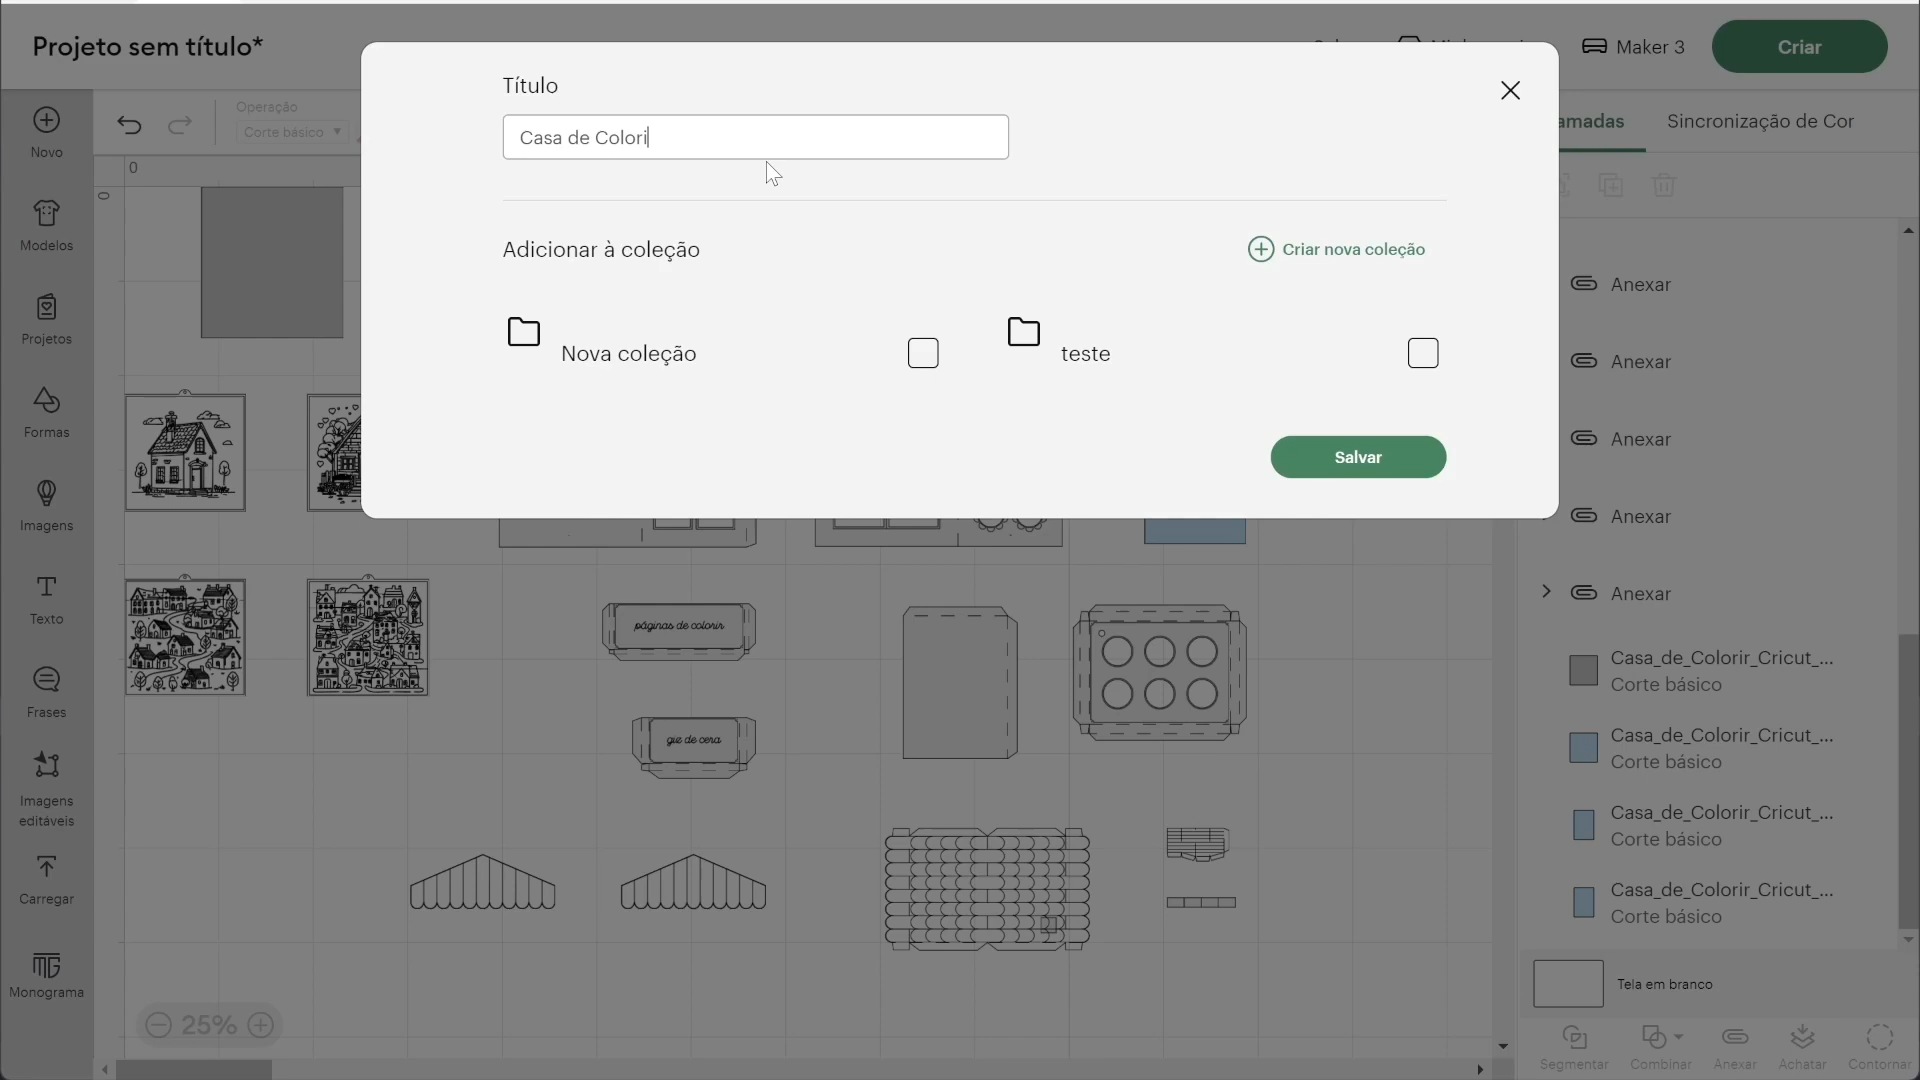 Projeto sem título*
Maker 3
Criar
Título
Casa de Colori
Adicionar à coleção
Criar nova coleção
Nova coleção
teste
Salvar
Operação
Corte básico
0
0
Novo
Modelos
Projetos
Formas
Imagens
Texto
Frases
Imagens
editáveis
Carregar
Monograma
páginas de colorir
giz de cera
25%
amadas
Sincronização de Cor
Anexar
Anexar
Anexar
Anexar
Anexar
Casa_de_Colorir_Cricut_...
Corte básico
Casa_de_Colorir_Cricut_...
Corte básico
Casa_de_Colorir_Cricut_...
Corte básico
Casa_de_Colorir_Cricut_...
Corte básico
Tela em branco
Segmentar
Combinar
Anexar
Achatar
Contornar